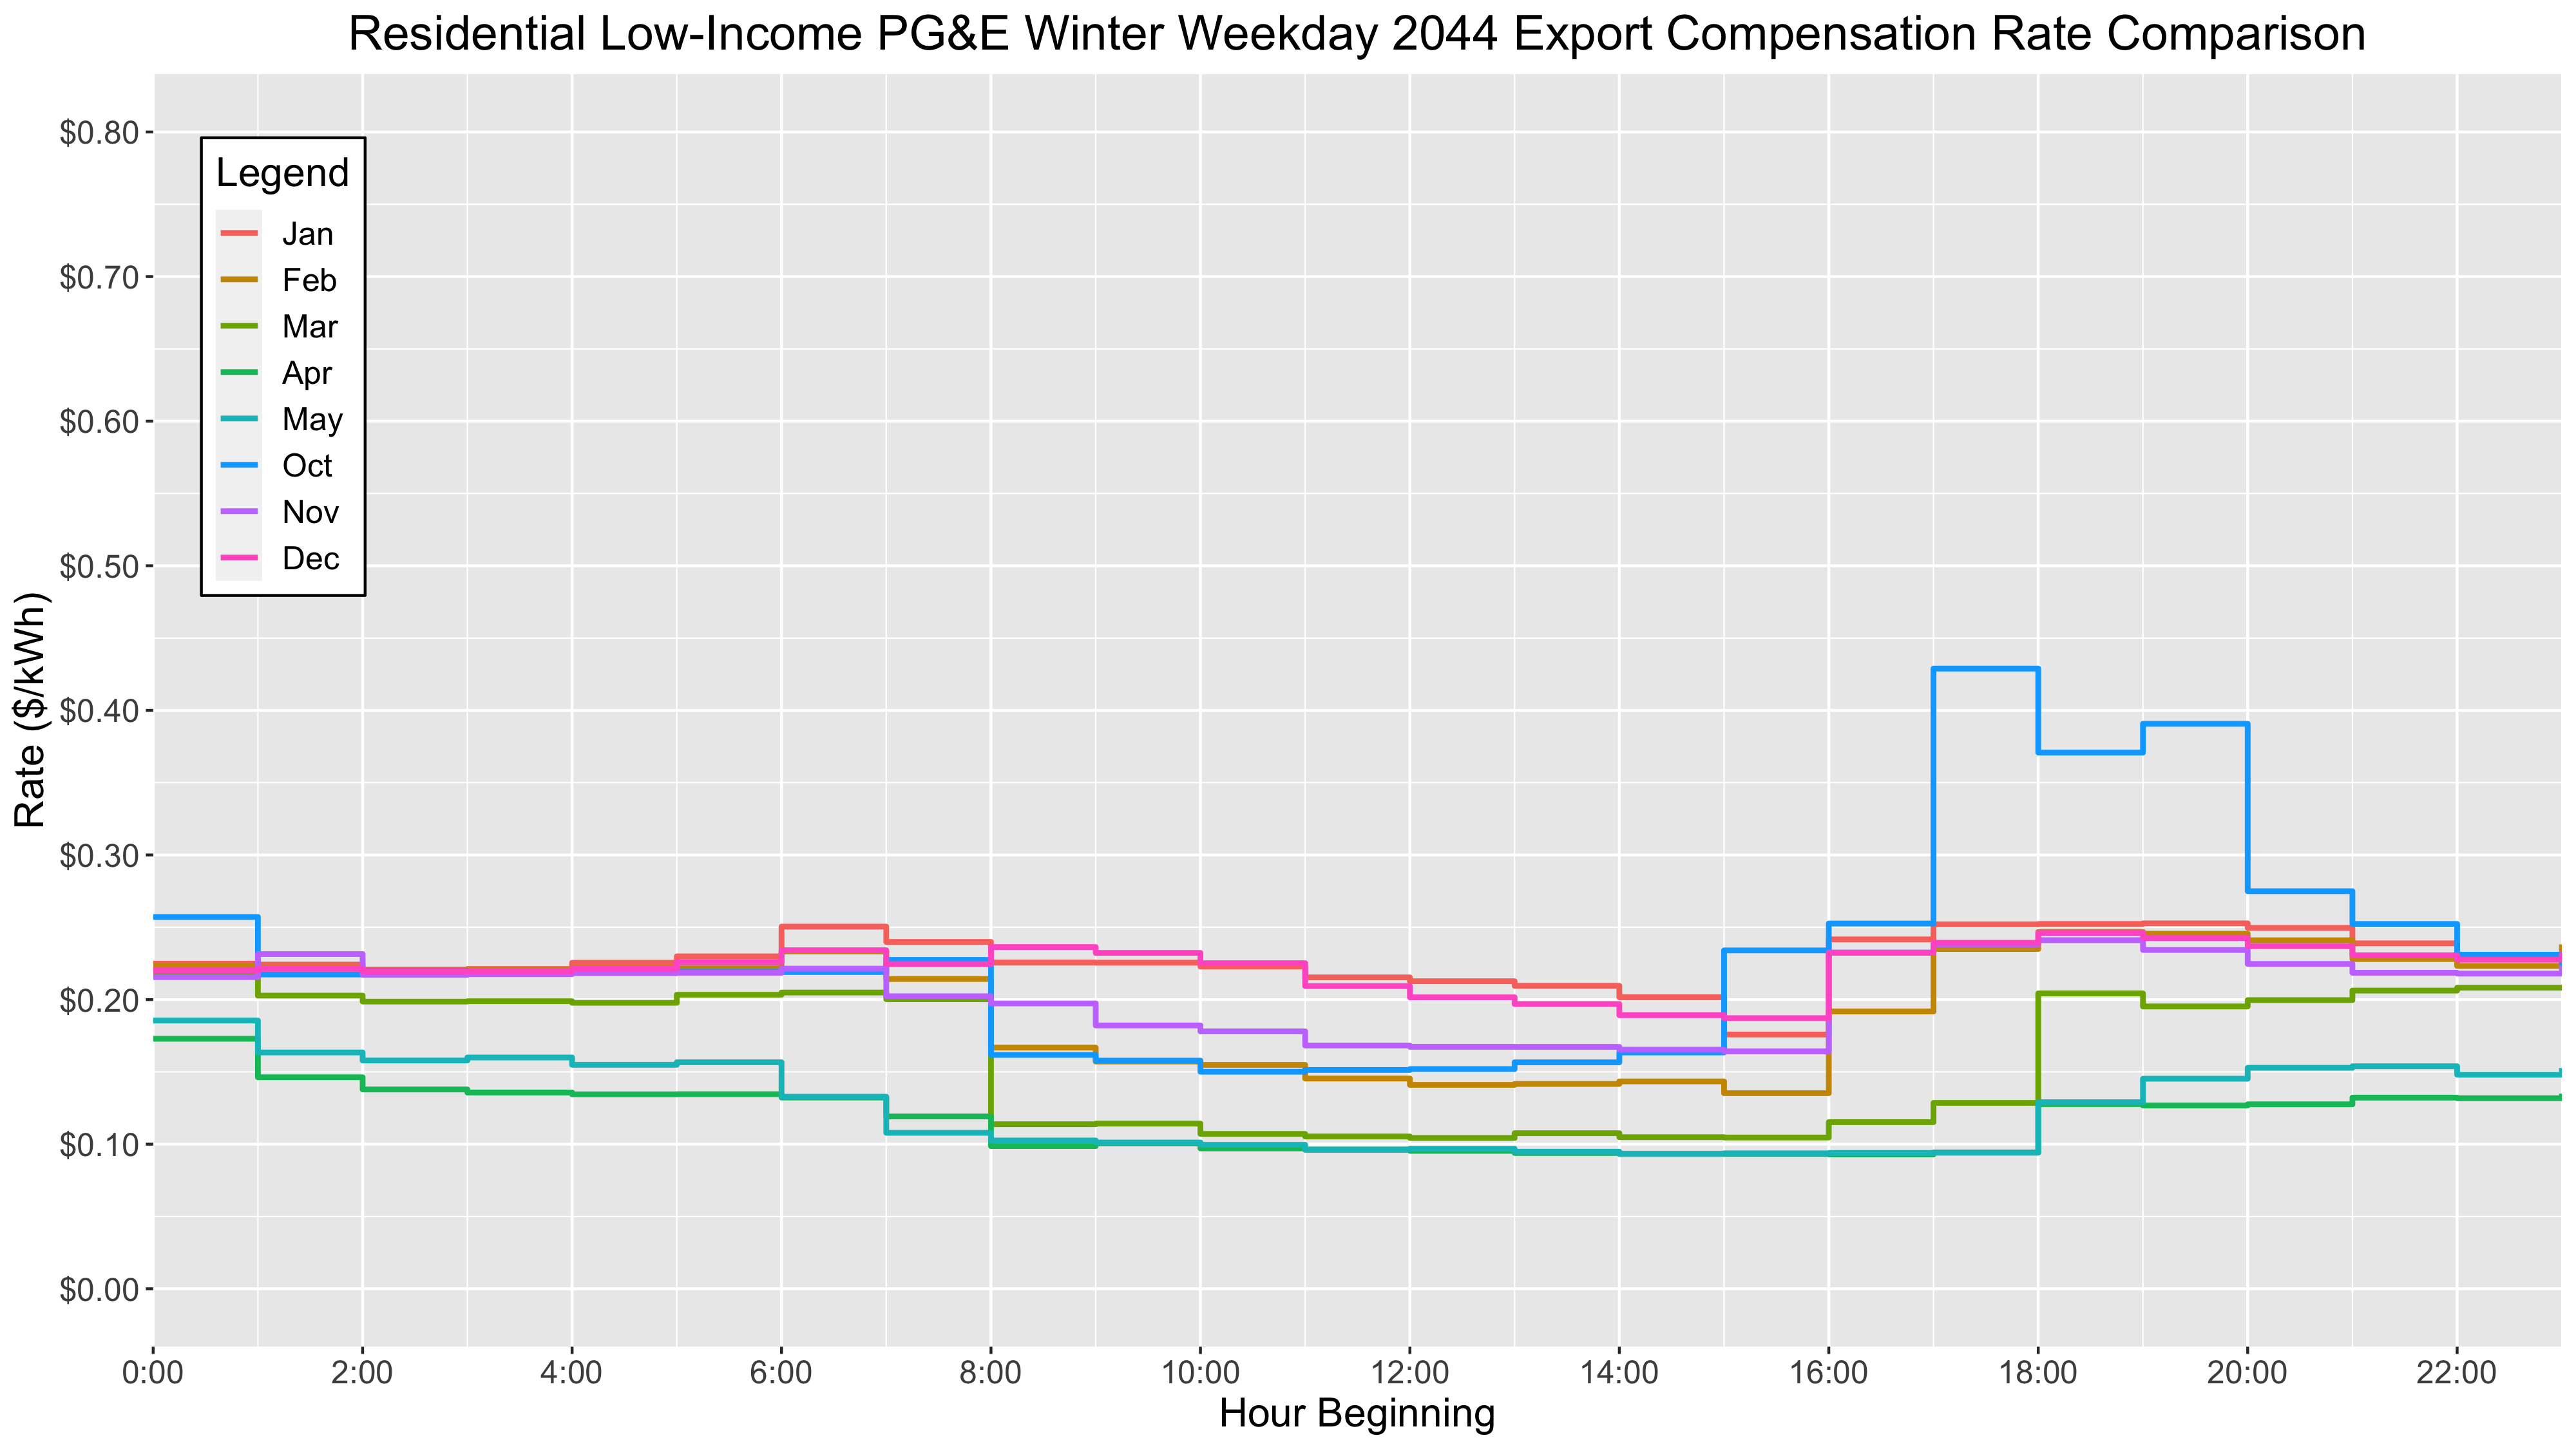 Residential Low-Income PG&E Winter Weekday 2044 Export Compensation Rate Comparison
$0.80
$0.70
$0.60
$0.50
$0.40
$0.30
$0.20
$0.10
$0.00
Rate ($/kWh)
Legend
Jan
Feb
Mar
Apr
May
Oct
Nov
Dec
0:00 2:00 4:00 6:00 8:00 10:00 12:00 14:00 16:00 18:00 20:00 22:00
Hour Beginning